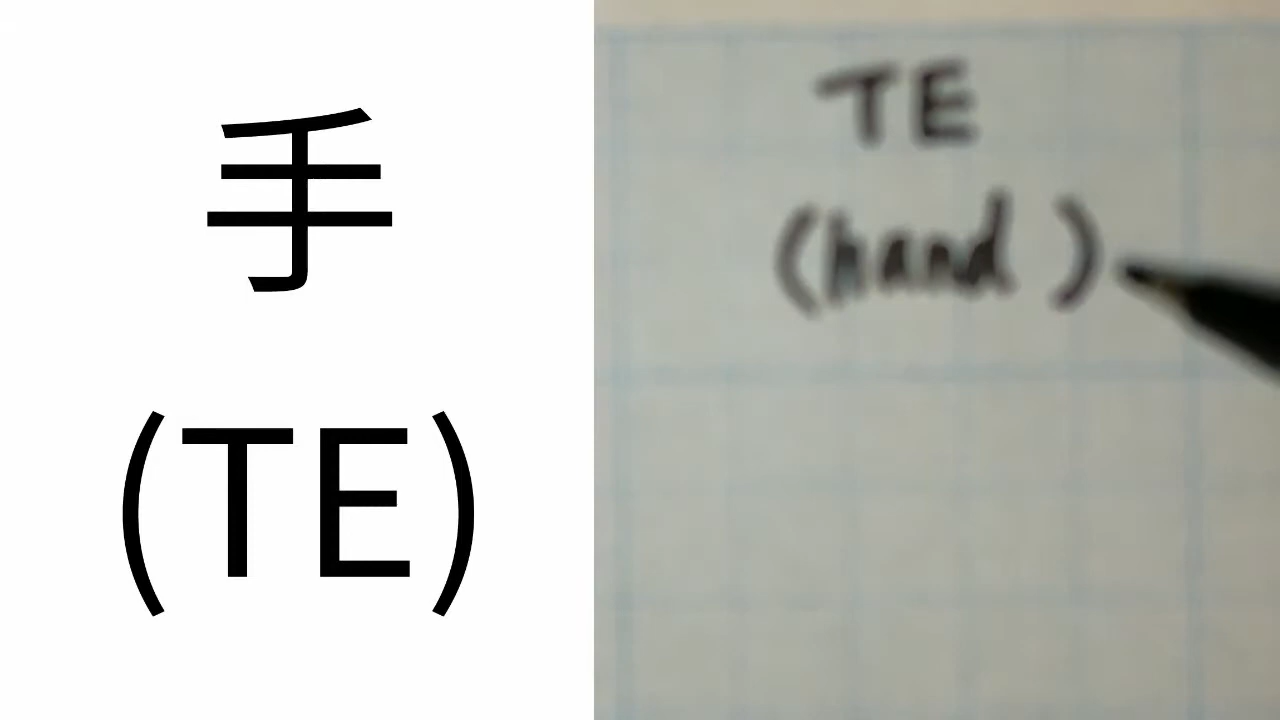 手
(TE)
TE
(hand)